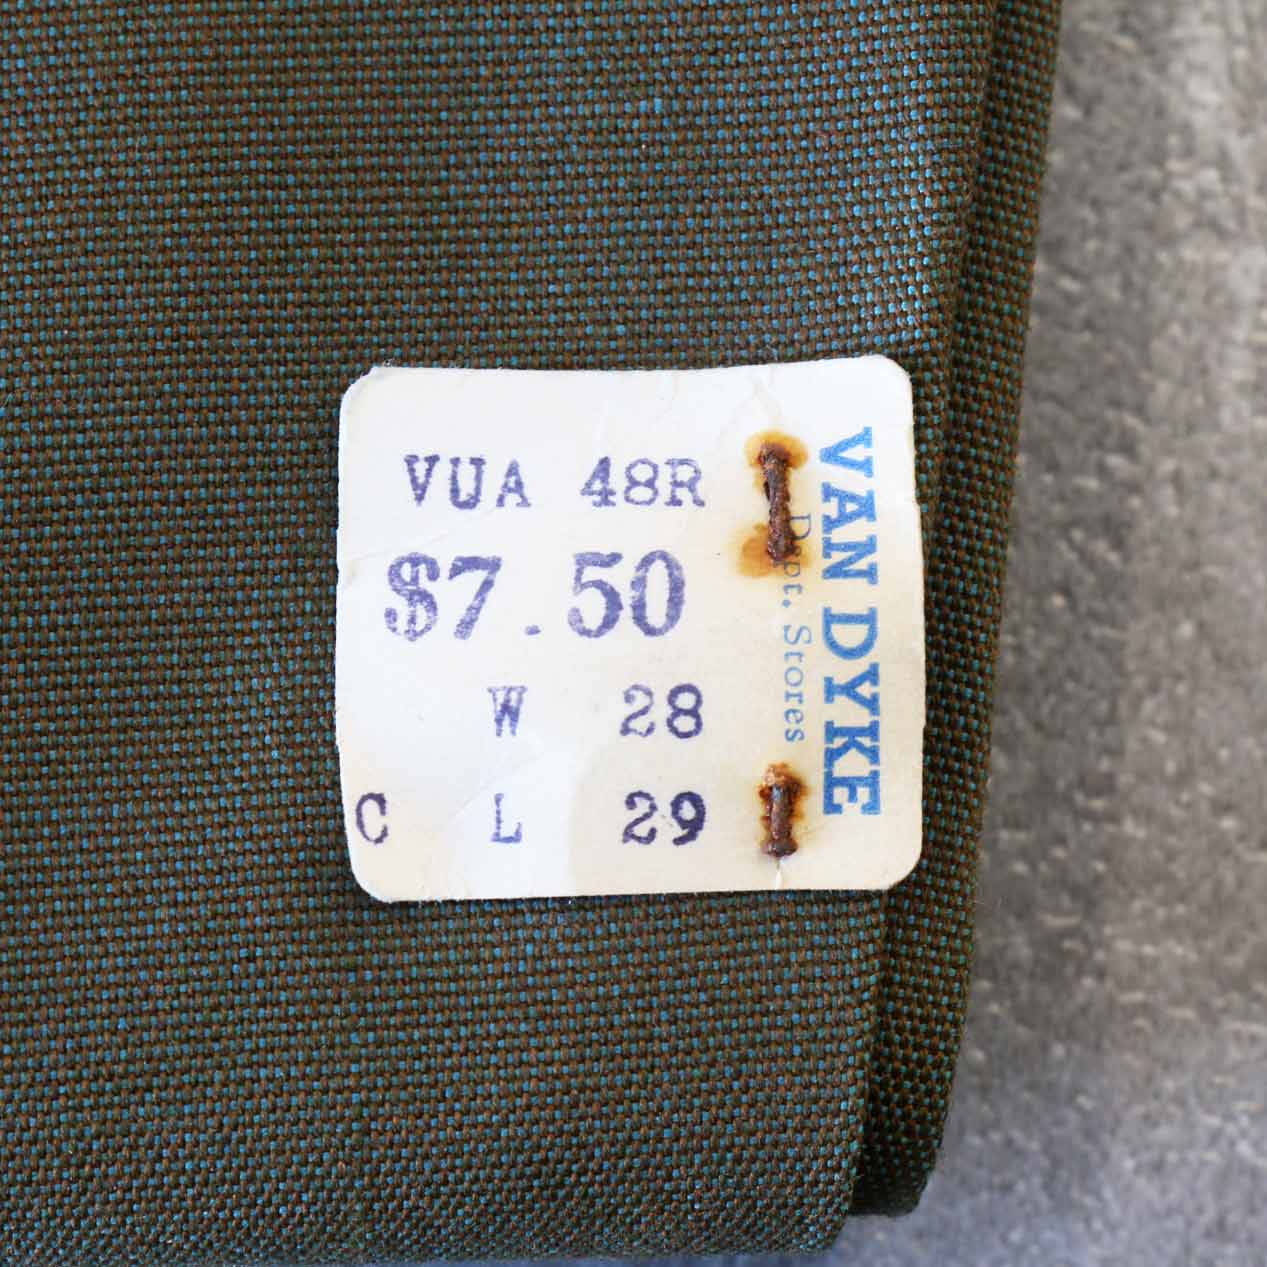 VUA 48R
$7.50
W 28
C L 29
VAN DYKE
Dept. Stores